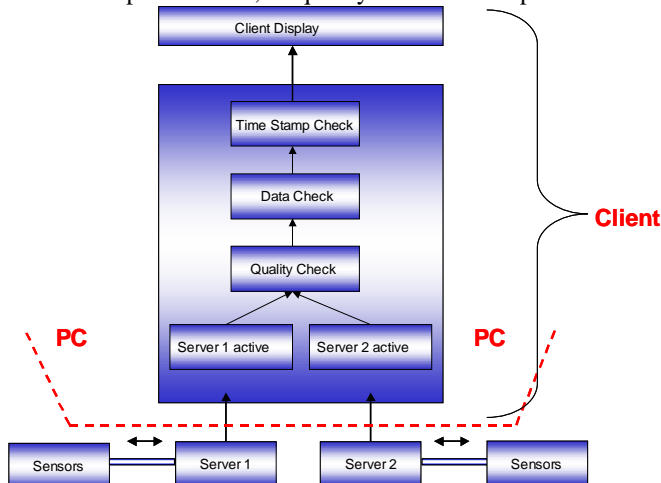 Client Display
Time Stamp Check
Data Check
Client
Quality Check
PC
PC
Server 1 active
Server 2 active
Sensors
Server 1
Server 2
Sensors